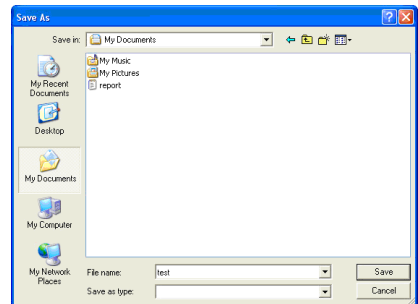 Save As
Save in:
My Documents
My Recent
Documents
Desktop
My Documents
My Computer
My Network
Places
My Music
My Pictures
report
File name:
test
Save
Save as type:
Cancel